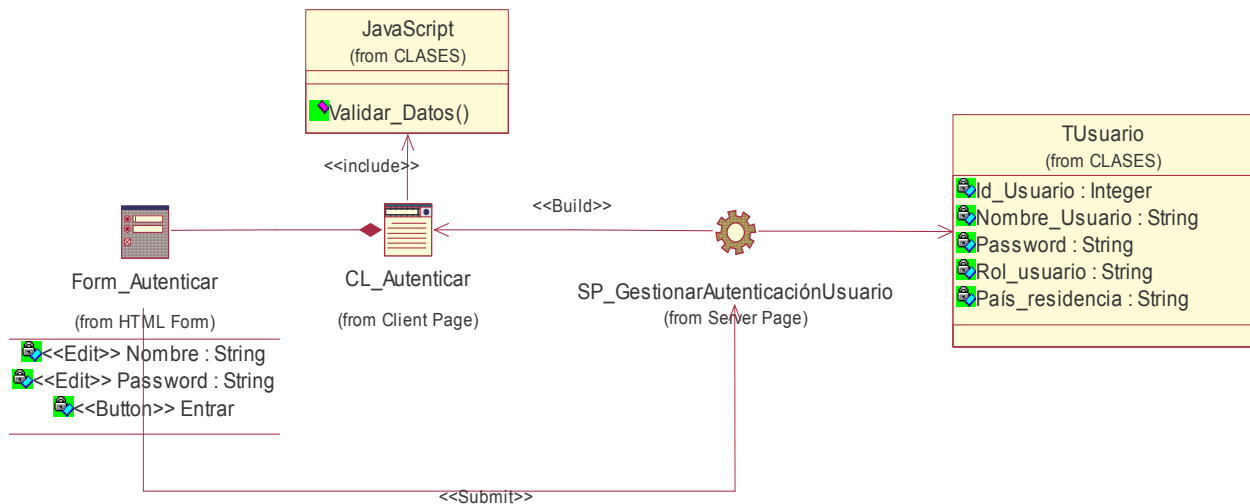 JavaScript
(from CLASES)
Validar_Datos()
<<include>>
TUsuario
(from CLASES)
Id_Usuario : Integer
Nombre_Usuario : String
Password : String
Rol_usuario : String
País_residencia : String
<<Build>>
Form_Autenticar
(from HTML Form)
<<Edit>> Nombre : String
<<Edit>> Password : String
<<Button>> Entrar
CL_Autenticar
(from Client Page)
SP_GestionarAutenticaciónUsuario
(from Server Page)
<<Submit>>